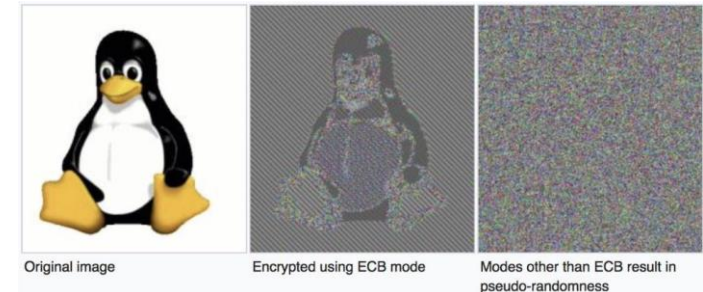 Original image
Encrypted using ECB mode
Modes other than ECB result in
pseudo-randomness